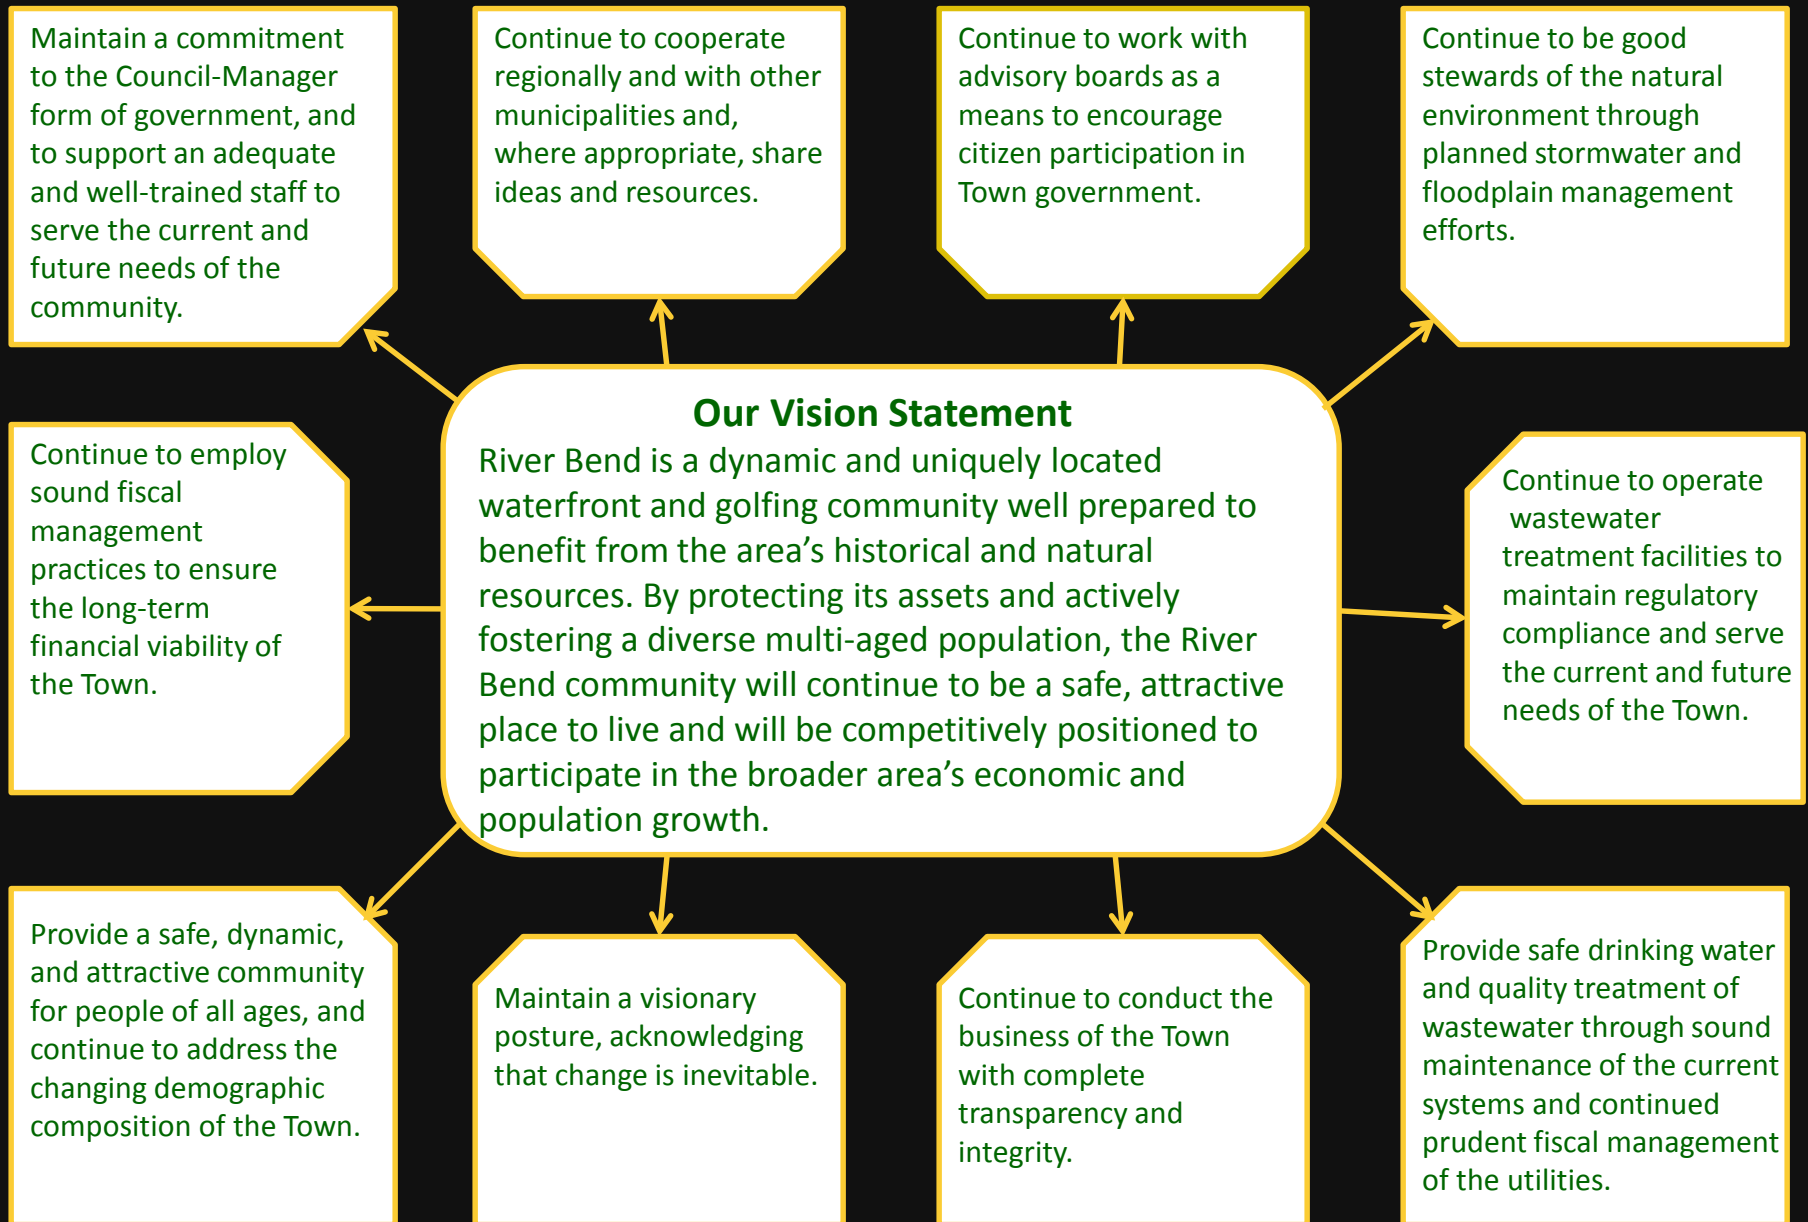 Maintain a commitment
to the Council-Manager
form of government, and
to support an adequate
and well-trained staff to
serve the current and
future needs of the
community.
Continue to cooperate
regionally and with other
municipalities and,
where appropriate, share
ideas and resources.
Continue to work with
advisory boards as a
means to encourage
citizen participation in
Town government.
Continue to be good
stewards of the natural
environment through
planned stormwater and
floodplain management
efforts.
Continue to employ
sound fiscal
management
practices to ensure
the long-term
financial viability of
the Town.
Our Vision Statement
River Bend is a dynamic and uniquely located
waterfront and golfing community well prepared to
benefit from the area’s historical and natural
resources. By protecting its assets and actively
fostering a diverse multi-aged population, the River
Bend community will continue to be a safe, attractive
place to live and will be competitively positioned to
participate in the broader area’s economic and
population growth.
Continue to operate
wastewater
treatment facilities to
maintain regulatory
compliance and serve
the current and future
needs of the Town.
Provide a safe, dynamic,
and attractive community
for people of all ages, and
continue to address the
changing demographic
composition of the Town.
Maintain a visionary
posture, acknowledging
that change is inevitable.
Continue to conduct the
business of the Town
with complete
transparency and
integrity.
Provide safe drinking water
and quality treatment of
wastewater through sound
maintenance of the current
systems and continued
prudent fiscal management
of the utilities.